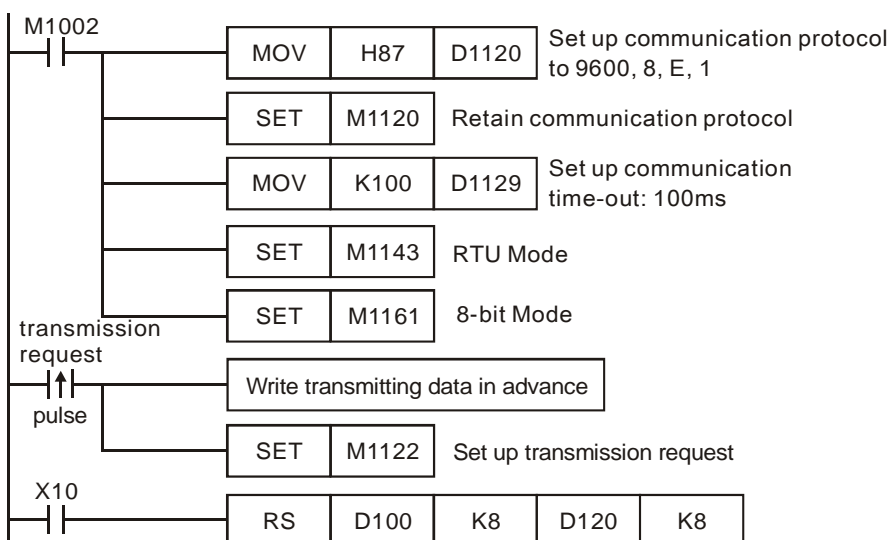 M1002
MOV H87 D1120 Set up communication protocol
to 9600, 8, E, 1
SET M1120 Retain communication protocol
MOV K100 D1129 Set up communication
time-out: 100ms
SET M1143 RTU Mode
SET M1161 8-bit Mode
transmission
request
pulse
Write transmitting data in advance
SET M1122 Set up transmission request
X10
RS D100 K8 D120 K8